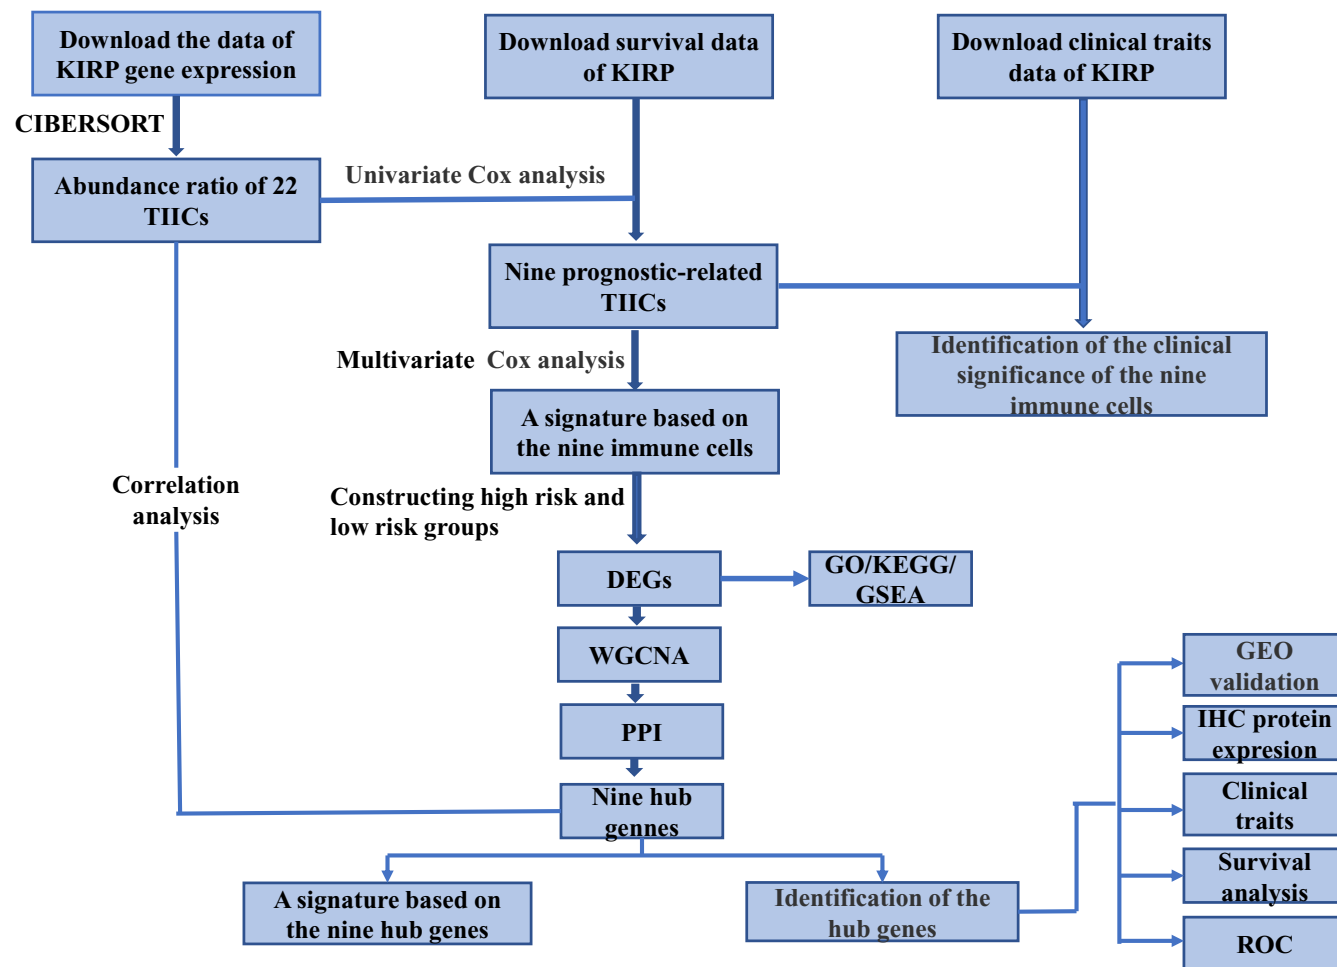 Download the data of
KIRP gene expression
Download survival data
of KIRP
Download clinical traits
data of KIRP
CIBERSORT
Abundance ratio of 22
TIICs
Univariate Cox analysis
Nine prognostic-related
TIICs
Identification of the clinical
significance of the nine
immune cells
Multivariate Cox analysis
A signature based on
the nine immune cells
Correlation
analysis
Constructing high risk and
low risk groups
DEGs
GO/KEGG/
GSEA
WGCNA
PPI
Nine hub
gennes
A signature based on
the nine hub genes
Identification of the
hub genes
GEO
validation
IHC protein
expresion
Clinical
traits
Survival
analysis
ROC